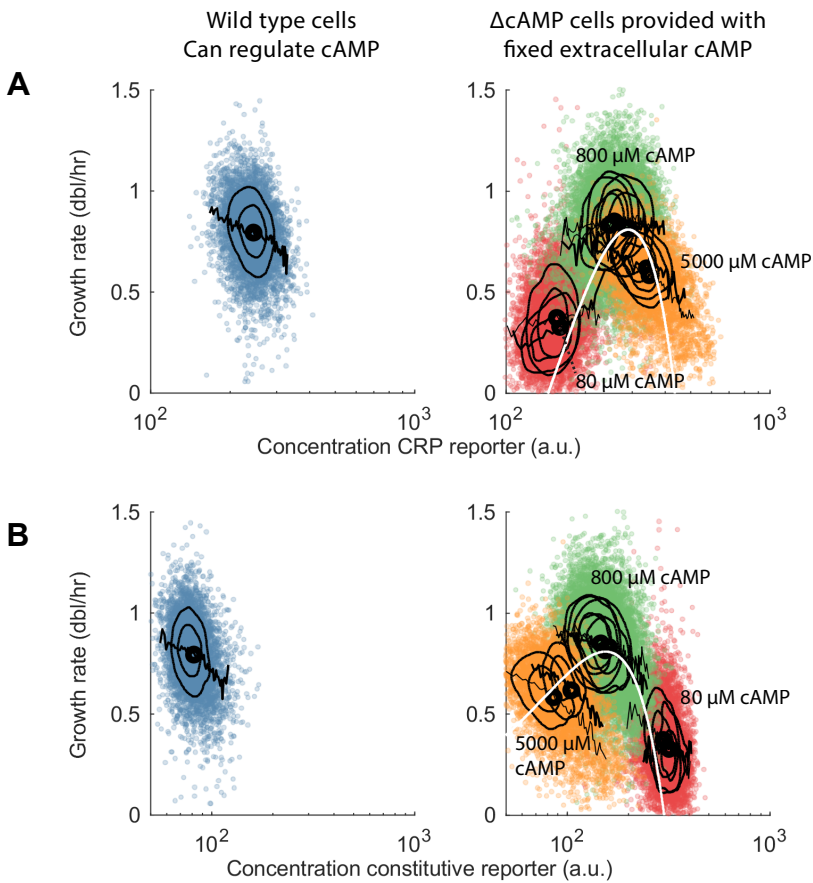 Wild type cells
Can regulate cAMP
ΔcAMP cells provided with
fixed extracellular cAMP
A
1.5
1
0.5
0
Growth rate (dbl/hr)
10²
10³
1.5
1
0.5
0
800 µM cAMP
5000 µM cAMP
80 µM cAMP
10²
10³
Concentration CRP reporter (a.u.)
B
1.5
1
0.5
0
Growth rate (dbl/hr)
10²
10³
1.5
1
0.5
0
800 µM cAMP
80 µM cAMP
5000 µM
cAMP
10²
10³
Concentration constitutive reporter (a.u.)